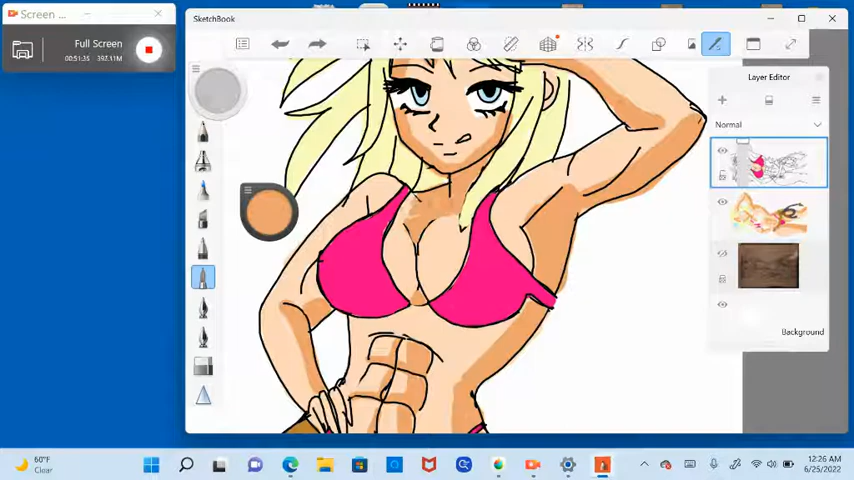 Screen ...
SketchBook
Full Screen
00:51:35 397.11M
Layer Editor
Normal
Background
60°F
Clear
12:26 AM
6/25/2022